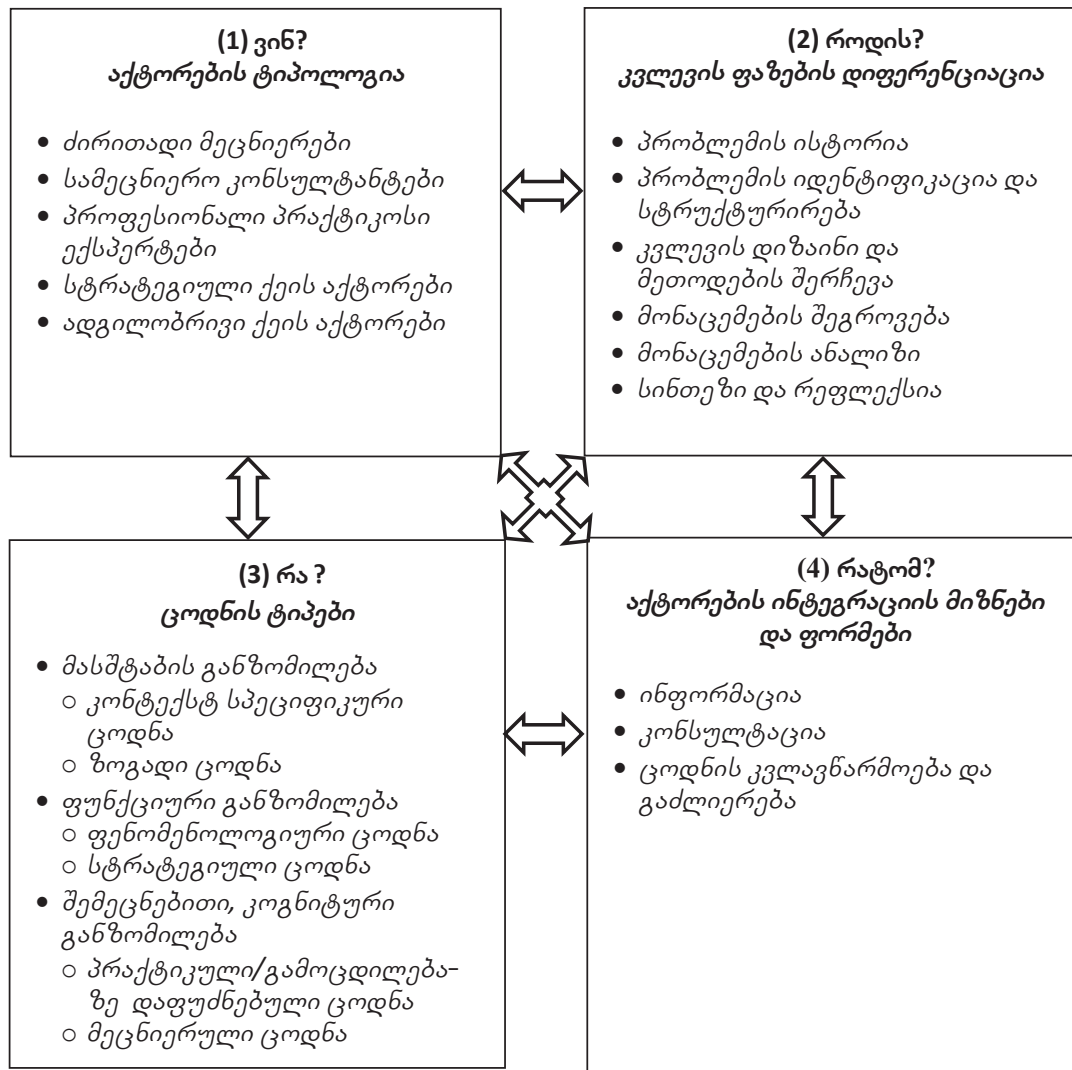 (1) ვინ?
აქტორების ტიპოლოგია
• ძირითადი მეცნიერები
• სამეცნიერო კონსულტანტები
• პროფესიონალი პრაქტიკოსი
ექსპერტები
• სტრატეგიული ქეის აქტორები
• ადგილობრივი ქეის აქტორები
(2) როდის?
კვლევის ფაზების დიფერენციაცია
• პრობლემის ისტორია
• პრობლემის იდენტიფიკაცია და
სტრუქტურირება
• კვლევის დიზაინი და
მეთოდების შერჩევა
• მონაცემების შეგროვება
• მონაცემების ანალიზი
• სინთეზი და რეფლექსია
(3) რა ?
ცოდნის ტიპები
• მასშტაბის განზომილება
○ კონტექსტ სპეციფიკური
ცოდნა
○ ზოგადი ცოდნა
• ფუნქციური განზომილება
○ ფენომენოლოგიური ცოდნა
○ სტრატეგიული ცოდნა
• შემეცნებითი, კოგნიტური
განზომილება
○ პრაქტიკული/გამოცდილება-
ზე დაფუძნებული ცოდნა
○ მეცნიერული ცოდნა
(4) რატომ?
აქტორების ინტეგრაციის მიზნები
და ფორმები
• ინფორმაცია
• კონსულტაცია
• ცოდნის კვლავწარმოება და
გაძლიერება